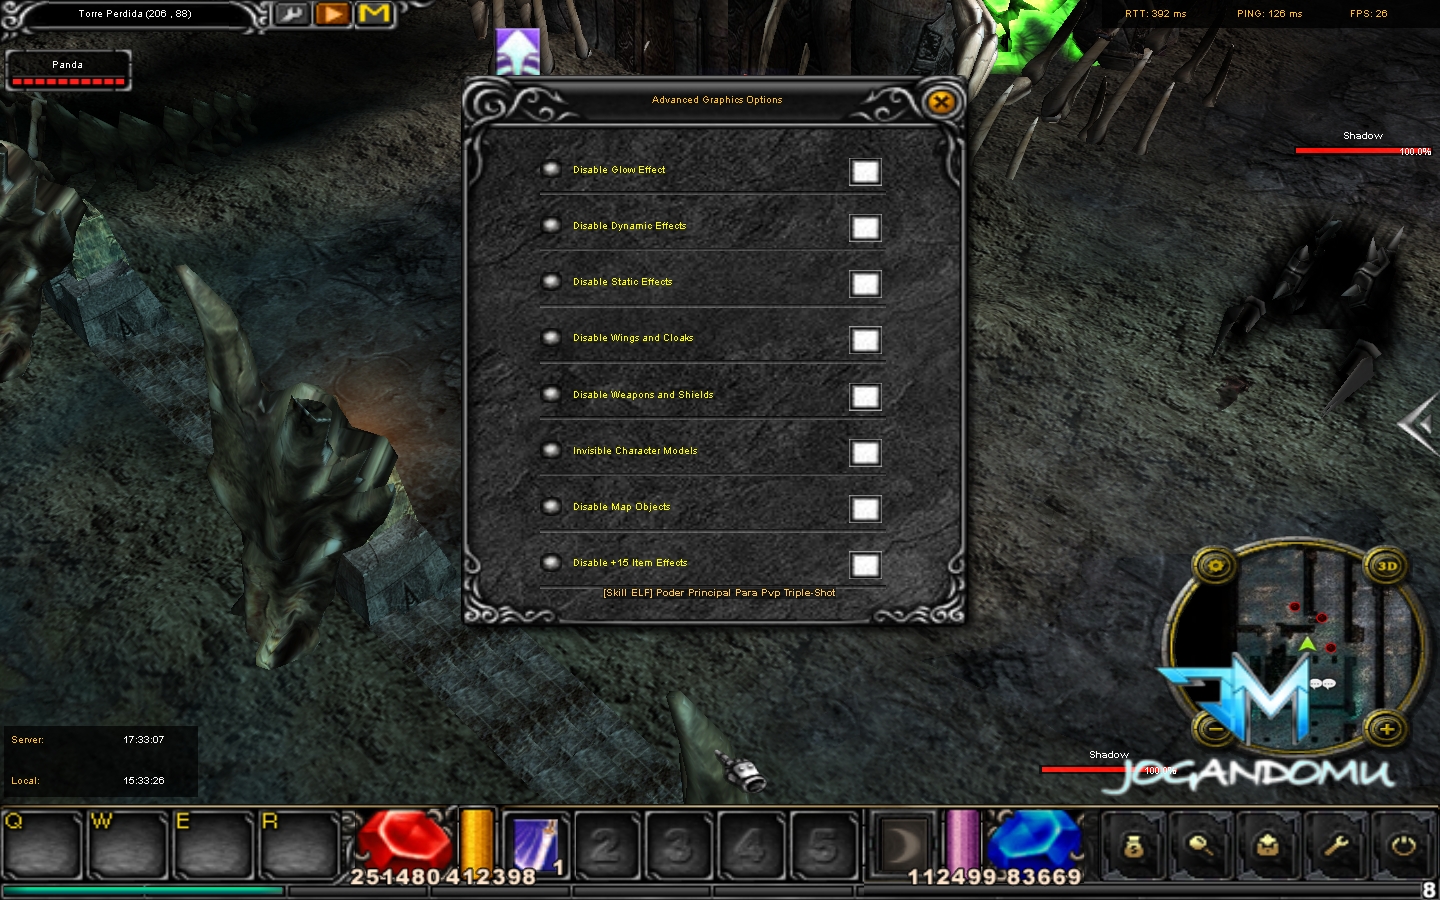 Torre Perdida (206 , 88)
RTT: 392 ms PING: 126 ms FPS: 26
Panda
Advanced Graphics Options
Shadow
100.0%
Disable Glow Effect
Disable Dynamic Effects
Disable Static Effects
Disable Wings and Cloaks
Disable Weapons and Shields
Invisible Character Models
Disable Map Objects
Disable +15 Item Effects
[Skill ELF] Poder Principal Para Pvp Triple-Shot
3D
Server: 17:33:07
Local: 15:33:26
Shadow
JOGANDOMU
Q W E R
1 2 3 4 5
251480 412398 112499 83669
8